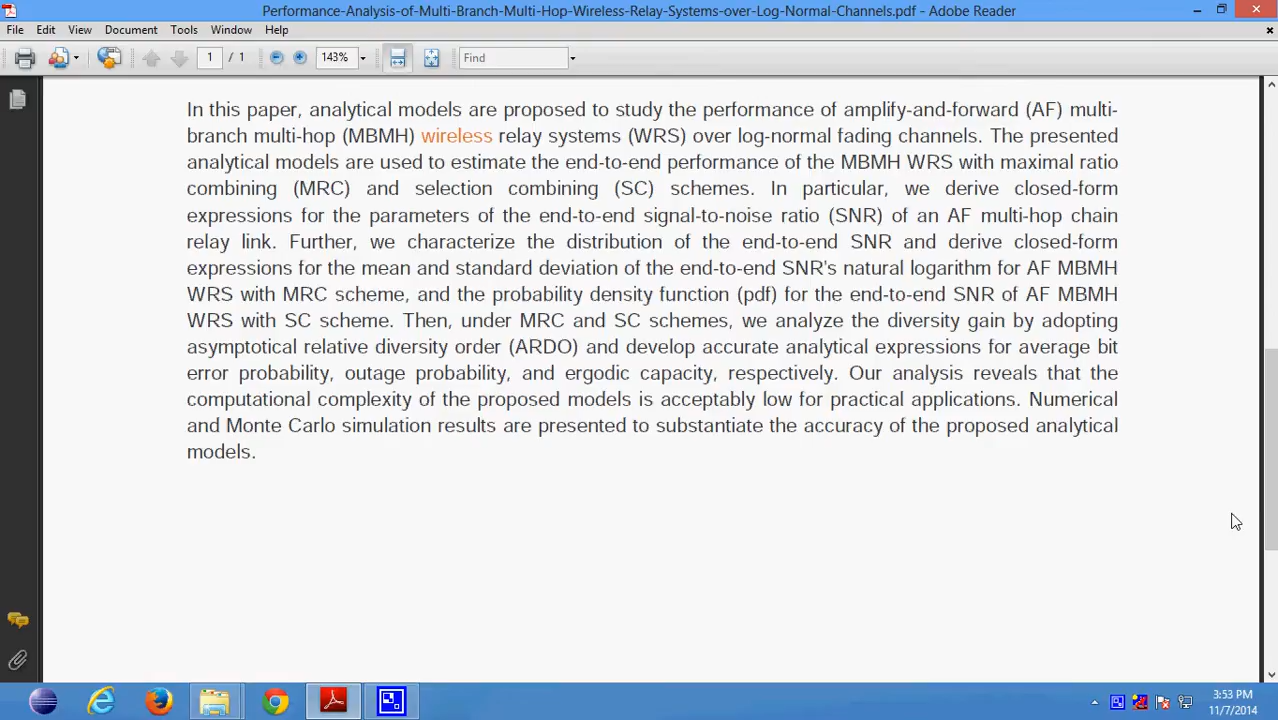 Performance-Analysis-of-Multi-Branch-Multi-Hop-Wireless-Relay-Systems-over-Log-Normal-Channels.pdf - Adobe Reader
File Edit View Document Tools Window Help
1 / 1 143% Find
In this paper, analytical models are proposed to study the performance of amplify-and-forward (AF) multi-
branch multi-hop (MBMH) wireless relay systems (WRS) over log-normal fading channels. The presented
analytical models are used to estimate the end-to-end performance of the MBMH WRS with maximal ratio
combining (MRC) and selection combining (SC) schemes. In particular, we derive closed-form
expressions for the parameters of the end-to-end signal-to-noise ratio (SNR) of an AF multi-hop chain
relay link. Further, we characterize the distribution of the end-to-end SNR and derive closed-form
expressions for the mean and standard deviation of the end-to-end SNR's natural logarithm for AF MBMH
WRS with MRC scheme, and the probability density function (pdf) for the end-to-end SNR of AF MBMH
WRS with SC scheme. Then, under MRC and SC schemes, we analyze the diversity gain by adopting
asymptotical relative diversity order (ARDO) and develop accurate analytical expressions for average bit
error probability, outage probability, and ergodic capacity, respectively. Our analysis reveals that the
computational complexity of the proposed models is acceptably low for practical applications. Numerical
and Monte Carlo simulation results are presented to substantiate the accuracy of the proposed analytical
models.
3:53 PM
11/7/2014